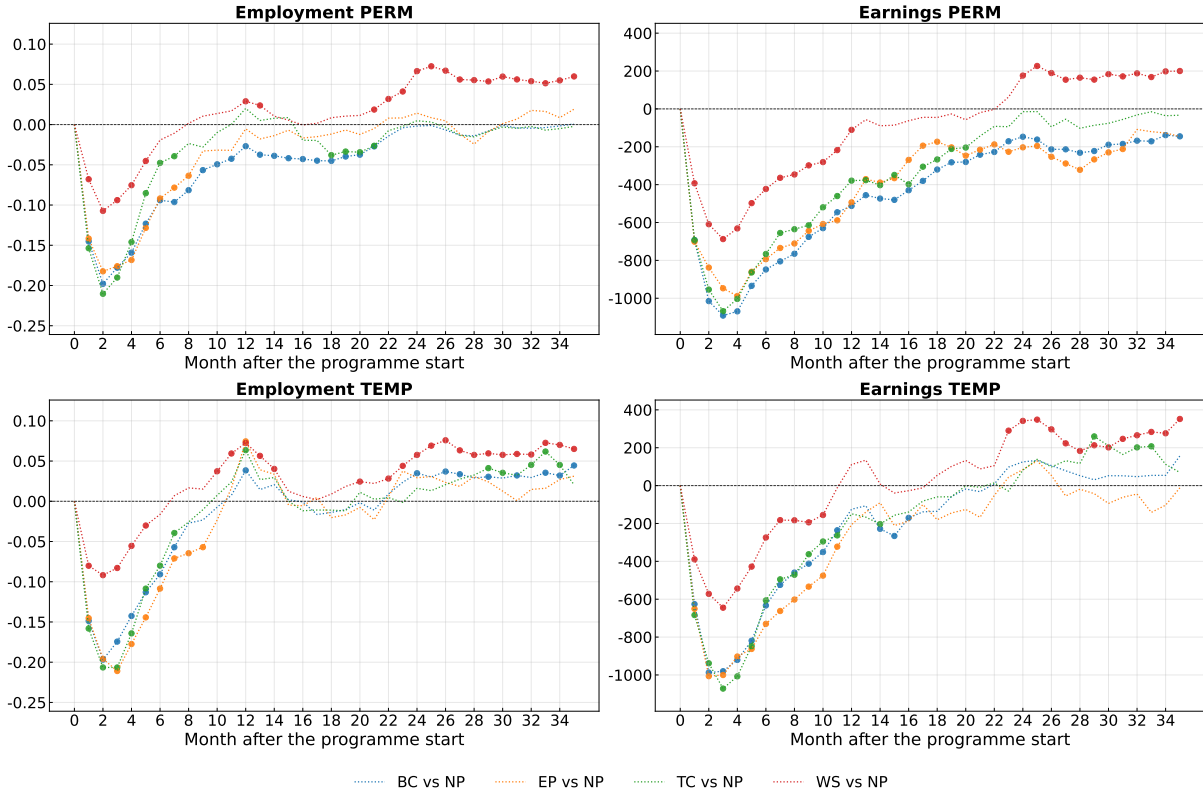 Employment PERM
0.10
0.05
0.00
-0.05
-0.10
-0.15
-0.20
-0.25
0 2 4 6 8 10 12 14 16 18 20 22 24 26 28 30 32 34
Month after the programme start
Earnings PERM
400
200
0
-200
-400
-600
-800
-1000
0 2 4 6 8 10 12 14 16 18 20 22 24 26 28 30 32 34
Month after the programme start
Employment TEMP
0.10
0.05
0.00
-0.05
-0.10
-0.15
-0.20
-0.25
0 2 4 6 8 10 12 14 16 18 20 22 24 26 28 30 32 34
Month after the programme start
Earnings TEMP
400
200
0
-200
-400
-600
-800
-1000
0 2 4 6 8 10 12 14 16 18 20 22 24 26 28 30 32 34
Month after the programme start
BC vs NP EP vs NP TC vs NP WS vs NP